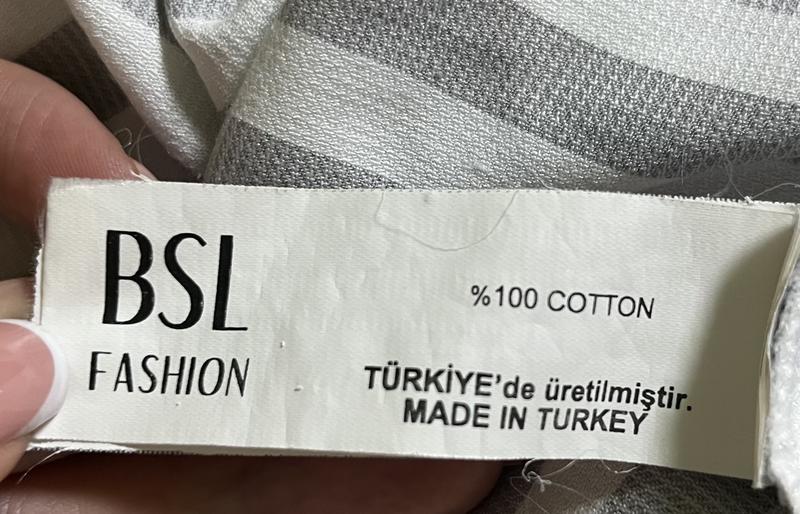 BSL
FASHION
%100 COTTON
TÜRKİYE'de üretilmiştir.
MADE IN TURKEY